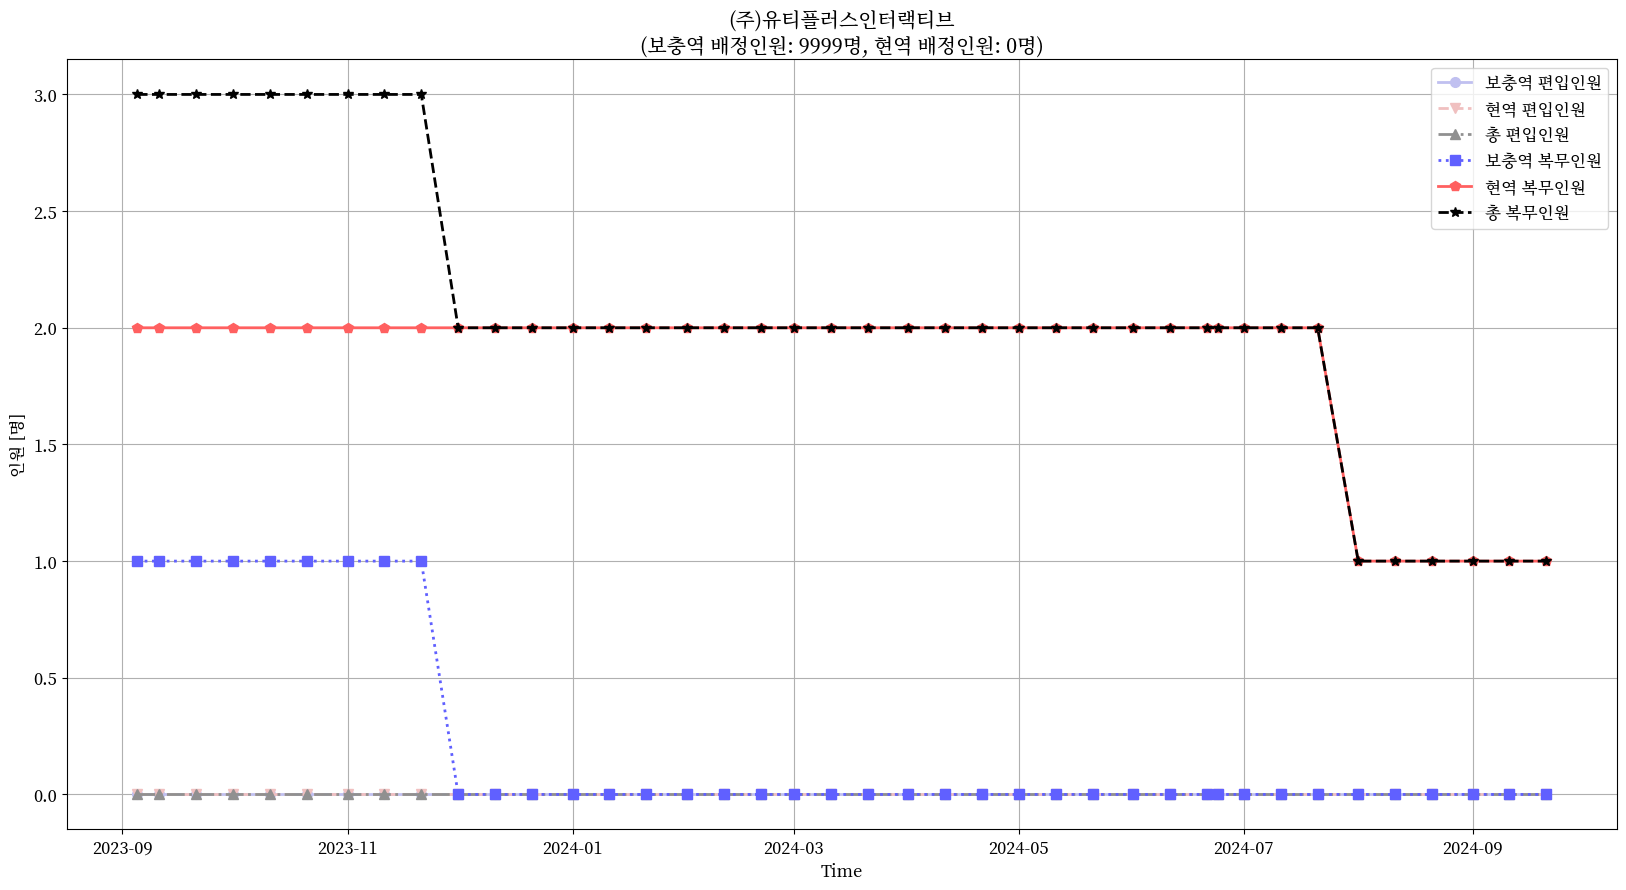 (주)유티플러스인터랙티브
(보충역 배정인원: 9999명, 현역 배정인원: 0명)
보충역 편입인원
현역 편입인원
총 편입인원
보충역 복무인원
현역 복무인원
총 복무인원
인원 [명]
3.0
2.5
2.0
1.5
1.0
0.5
0.0
2023-09 2023-11 2024-01 2024-03 2024-05 2024-07 2024-09
Time